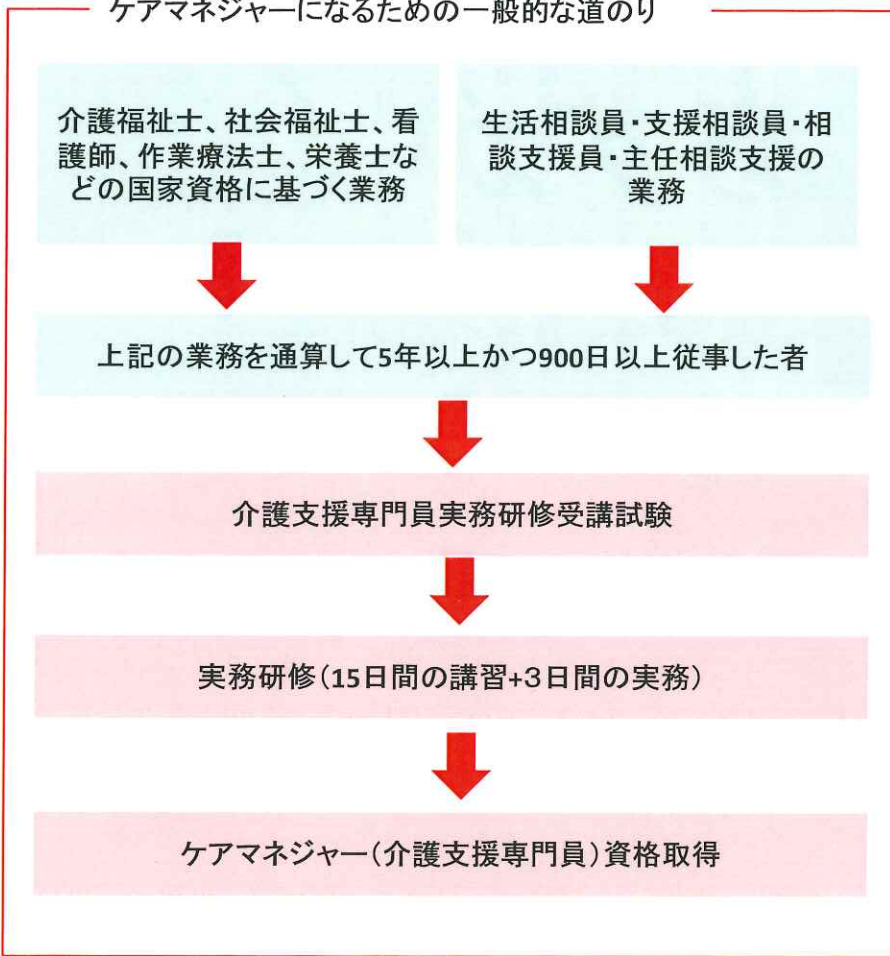 ケアマネジャーになるための一般的な道のり
介護福祉士、社会福祉士、看
護師、作業療法士、栄養士な
どの国家資格に基づく業務
生活相談員・支援相談員・相
談支援員・主任相談支援の
業務
上記の業務を通算して5年以上かつ900日以上従事した者
介護支援専門員実務研修受講試験
実務研修(15日間の講習+3日間の実務)
ケアマネジャー(介護支援専門員)資格取得